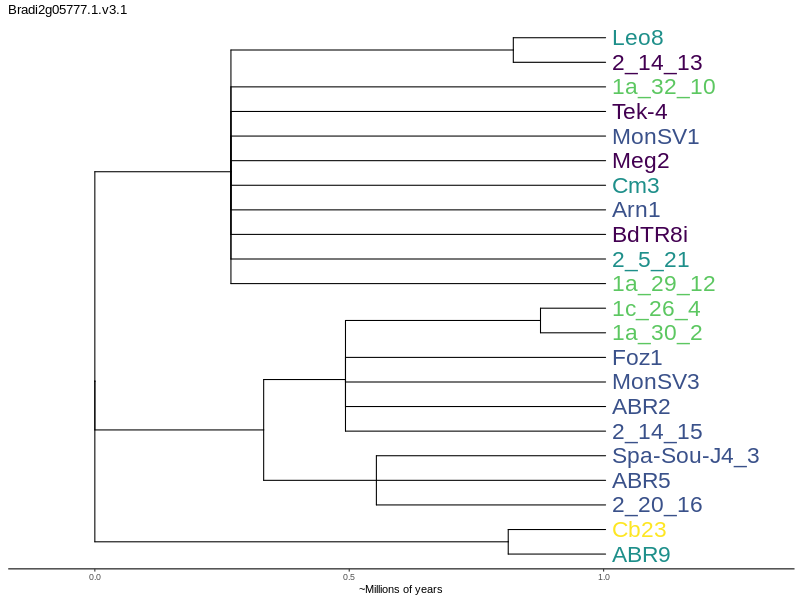 Bradi2g05777.1.v3.1
Leo8
2_14_13
1a_32_10
Tek-4
MonSV1
Meg2
Cm3
Arn1
BdTR8i
2_5_21
1a_29_12
1c_26_4
1a_30_2
Foz1
MonSV3
ABR2
2_14_15
Spa-Sou-J4_3
ABR5
2_20_16
Cb23
ABR9
0.0 0.5 1.0
~Millions of years